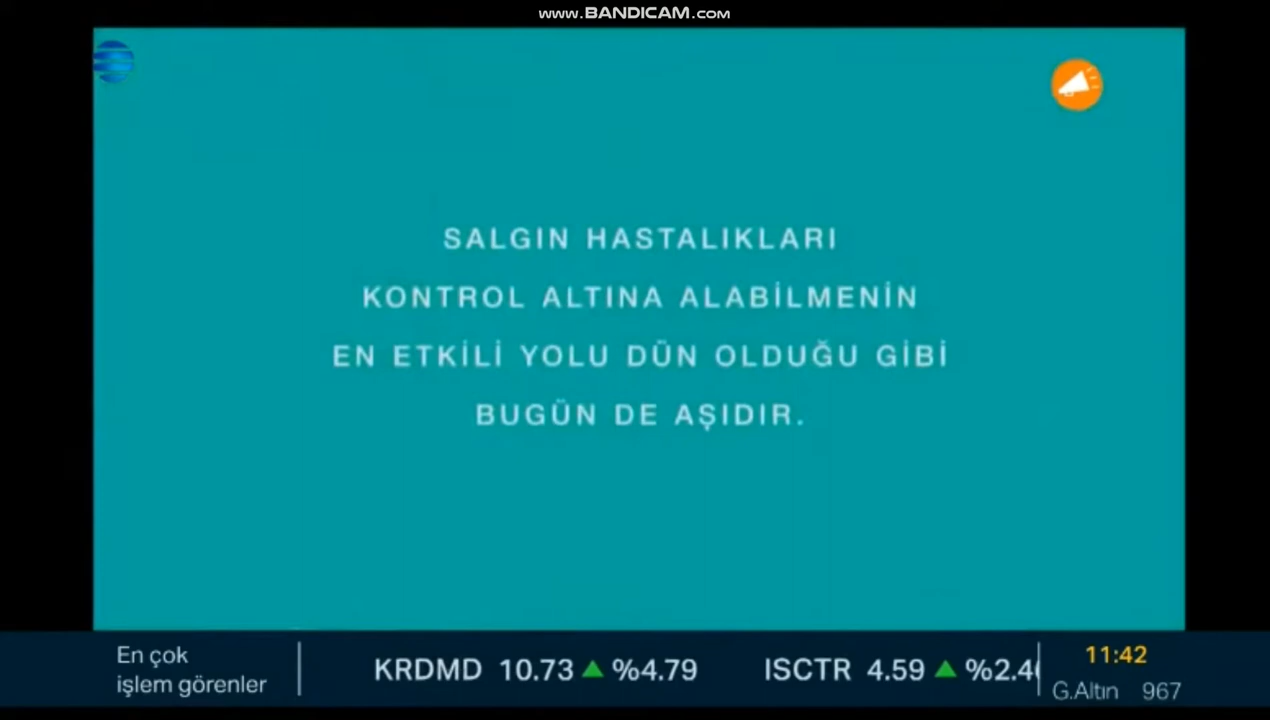 www.BANDICAM.com
SALGIN HASTALIKLARI
KONTROL ALTINA ALABİLMENİN
EN ETKİLİ YOLU DÜN OLDUĞU GİBİ
BUGÜN DE AŞIDIR.
En çok
işlem görenler
KRDMD 10.73 ▲ %4.79 ISCTR 4.59 ▲
11:42
G.Altın 967